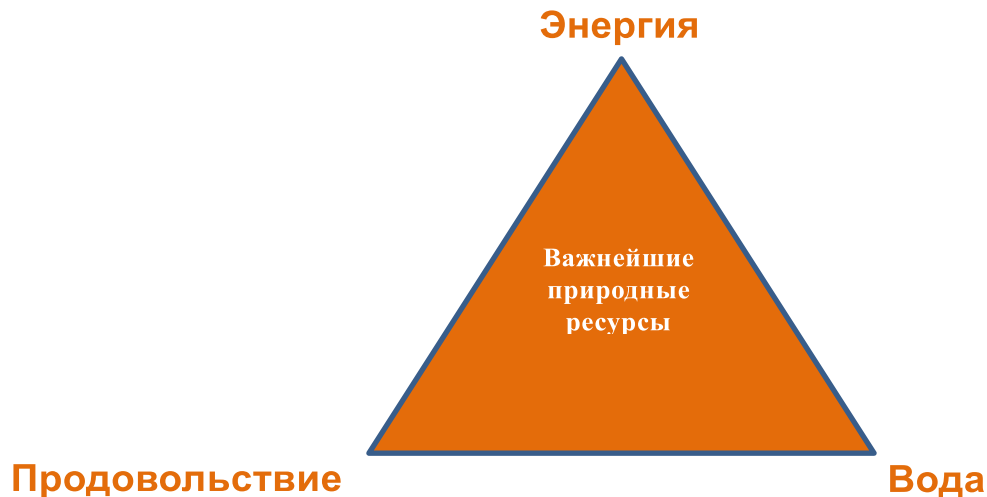 Энергия
Важнейшие
природные
ресурсы
Продовольствие
Вода